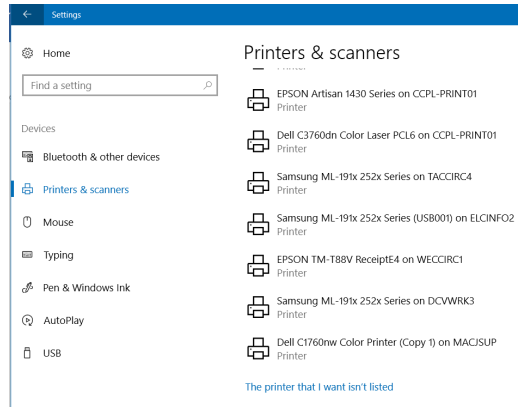 Settings
Home
Find a setting
Devices
Bluetooth & other devices
Printers & scanners
Mouse
Typing
Pen & Windows Ink
AutoPlay
USB
Printers & scanners
EPSON Artisan 1430 Series on CCPL-PRINT01
Printer
Dell C3760dn Color Laser PCL6 on CCPL-PRINT01
Printer
Samsung ML-191x 252x Series on TACCIRC4
Printer
Samsung ML-191x 252x Series (USB001) on ELCINFO2
Printer
EPSON TM-T88V ReceiptE4 on WECCIRC1
Printer
Samsung ML-191x 252x Series on DCVWRK3
Printer
Dell C1760nw Color Printer (Copy 1) on MACJSUP
Printer
The printer that I want isn't listed